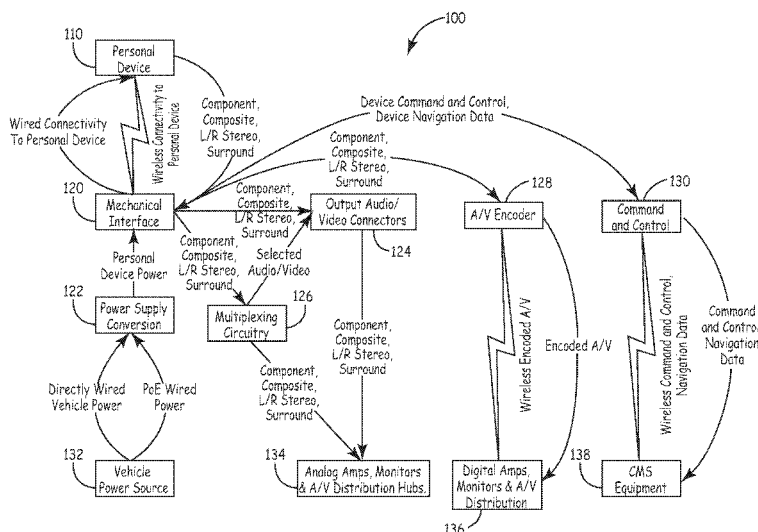 100
110
Personal
Device
Wired Connectivity
To Personal Device
Wireless Connectivity to
Personal Device
Component,
Composite,
L/R Stereo,
Surround
Device Command and Control,
Device Navigation Data
Component,
Composite,
L/R Stereo,
Surround
120
Mechanical
Interface
Component,
Composite,
L/R Stereo,
Surround
Output Audio/
Video Connectors
124
128
A/V Encoder
130
Command
and Control
Personal
Device Power
Component,
Composite,
L/R Stereo,
Surround
Selected
Audio/Video
122
Power Supply
Conversion
Multiplexing
Circuitry
126
Component,
Composite,
L/R Stereo,
Surround
Wireless Encoded A/V
Encoded A/V
Wireless Command and Control,
Navigation Data
Command
and Control,
Navigation
Data
Directly Wired
Vehicle Power
PoE Wired
Power
Component,
Composite,
L/R Stereo,
Surround
132
Vehicle
Power Source
134
Analog Amps, Monitors
& A/V Distribution Hubs.
Digital Amps,
Monitors & A/V
Distribution
136
138
CMS
Equipment